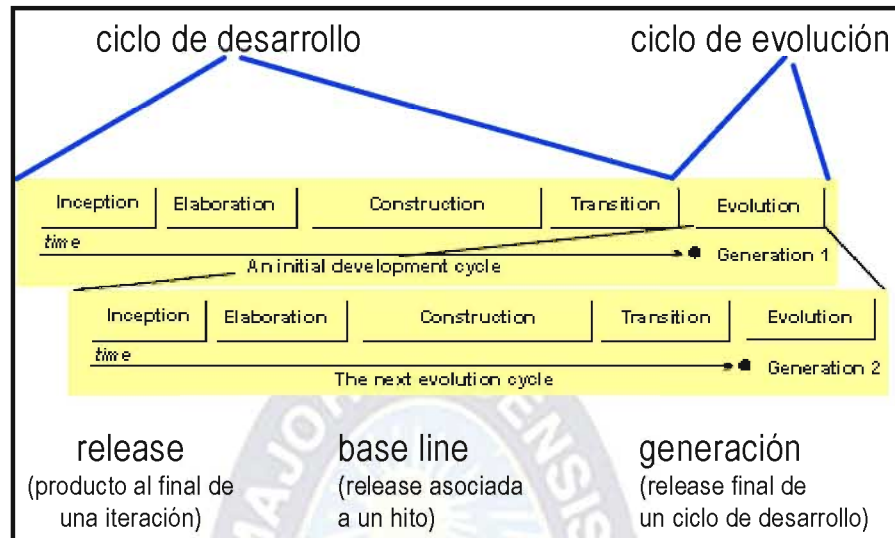 ciclo de desarrollo
ciclo de evolución
Inception Elaboration Construction Transition Evolution
time
Generation 1
An initial development cycle
Inception Elaboration Construction Transition Evolution
time
Generation 2
The next evolution cycle
release
(producto al final de
una iteración)
base line
(release asociada
a un hito)
generación
(release final de
un ciclo de desarrollo)
MAJOR
ENSIS